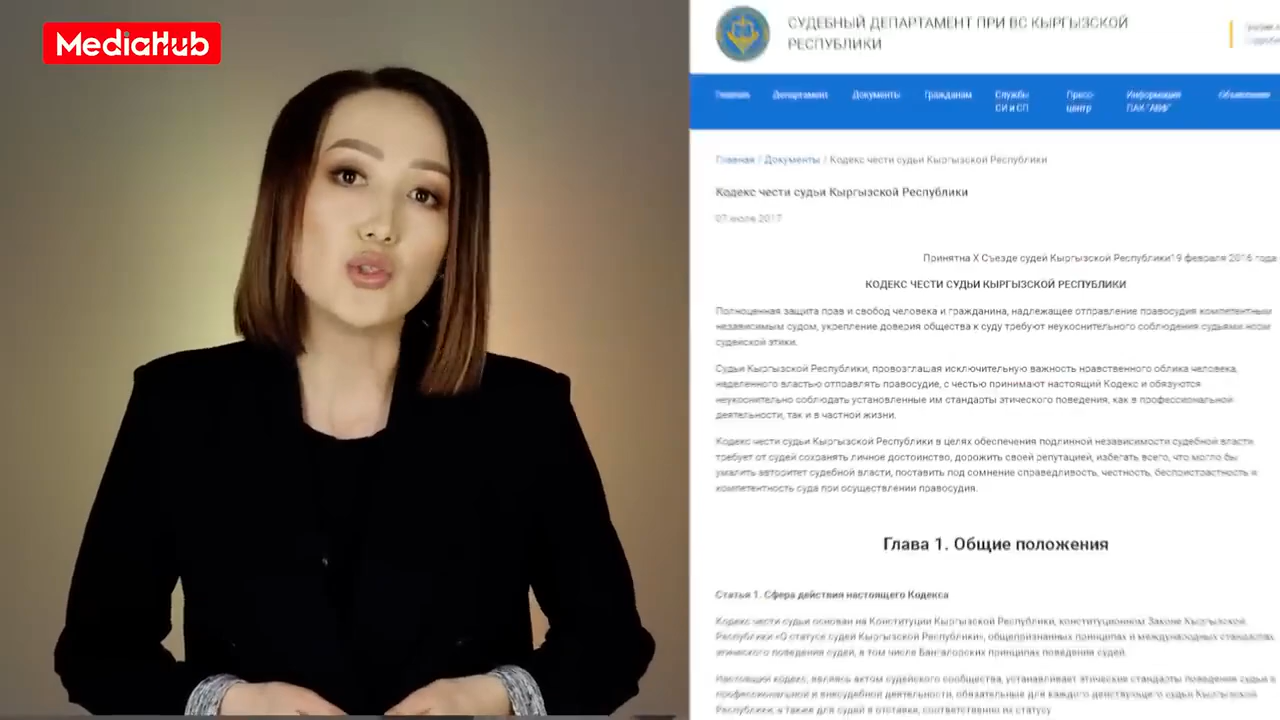 MediaHub
СУДЕБНЫЙ ДЕПАРТАМЕНТ ПРИ ВС КЫРГЫЗСКОЙ
РЕСПУБЛИКИ
Главная Департамент Документы Гражданам Службы СИ и СП Пресс-центр Информация
Главная / Документы / Кодекс чести судьи Кыргызской Республики
Кодекс чести судьи Кыргызской Республики
07 июля 2017
Принятна X Съезде судей Кыргызской Республики19 февраля 2016 года
КОДЕКС ЧЕСТИ СУДЬИ КЫРГЫЗСКОЙ РЕСПУБЛИКИ
Полноценная защита прав и свобод человека и гражданина, надлежащее отправление правосудия компетентным
независимым судом, укрепление доверия общества к суду требуют неукоснительного соблюдения судьями норм
судейской этики.
Судьи Кыргызской Республики, провозглашая исключительную важность нравственного облика человека,
наделенного властью отправлять правосудие, с честью принимают настоящий Кодекс и обязуются
неукоснительно соблюдать установленные им стандарты этического поведения, как в профессиональной
деятельности, так и в частной жизни.
Кодекс чести судьи Кыргызской Республики в целях обеспечения подлинной независимости судебной власти
требует от судей сохранять личное достоинство, дорожить своей репутацией, избегать всего, что могло бы
умалить авторитет судебной власти, поставить под сомнение справедливость, честность, беспристрастность и
компетентность суда при осуществлении правосудия.
Глава 1. Общие положения
Статья 1. Сфера действия настоящего Кодекса
Кодекс чести судьи основан на Конституции Кыргызской Республики, конституционном Законе Кыргызской
Республики «О статусе судей Кыргызской Республики», общепризнанных принципах и международных стандартах
этического поведения судей, в том числе Бангалорских принципах поведения судей.
Настоящий кодекс, являясь актом судейского сообщества, устанавливает этические стандарты поведения судьи в
профессиональной и внесудебной деятельности, обязательные для каждого действующего судьи Кыргызской
Республики, а также для судей в отставке, соответственно их статусу